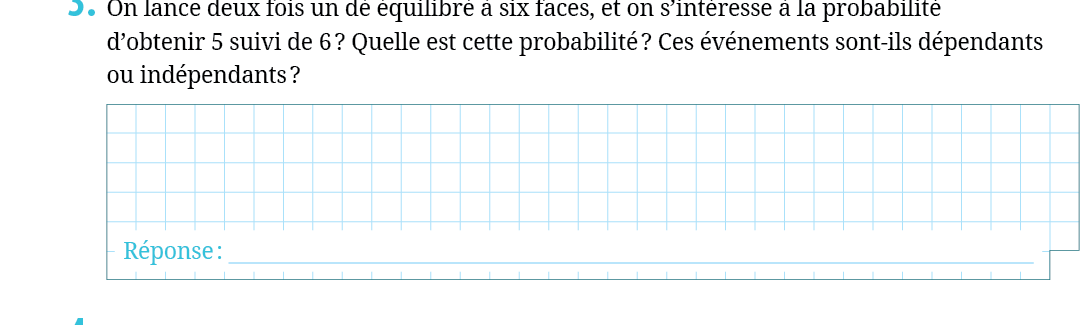 3. On lance deux fois un dé équilibré à six faces, et on s’intéresse à la probabilité
d’obtenir 5 suivi de 6 ? Quelle est cette probabilité ? Ces événements sont-ils dépendants
ou indépendants ?
Réponse :